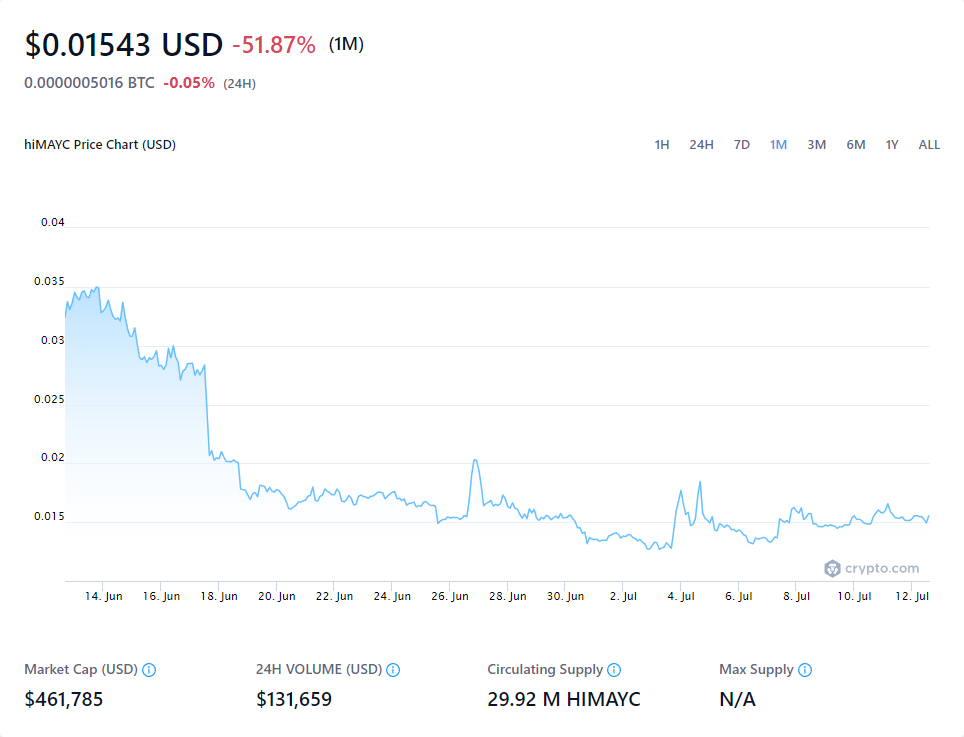 $0.01543 USD -51.87% (1M)
0.0000005016 BTC -0.05% (24H)
hiMAYC Price Chart (USD) 1H 24H 7D 1M 3M 6M 1Y ALL
0.04
0.035
0.03
0.025
0.02
0.015
crypto.com
14. Jun 16. Jun 18. Jun 20. Jun 22. Jun 24. Jun 26. Jun 28. Jun 30. Jun 2. Jul 4. Jul 6. Jul 8. Jul 10. Jul 12. Jul
Market Cap (USD) 24H VOLUME (USD) Circulating Supply Max Supply
$461,785 $131,659 29.92 M HIMAYC N/A